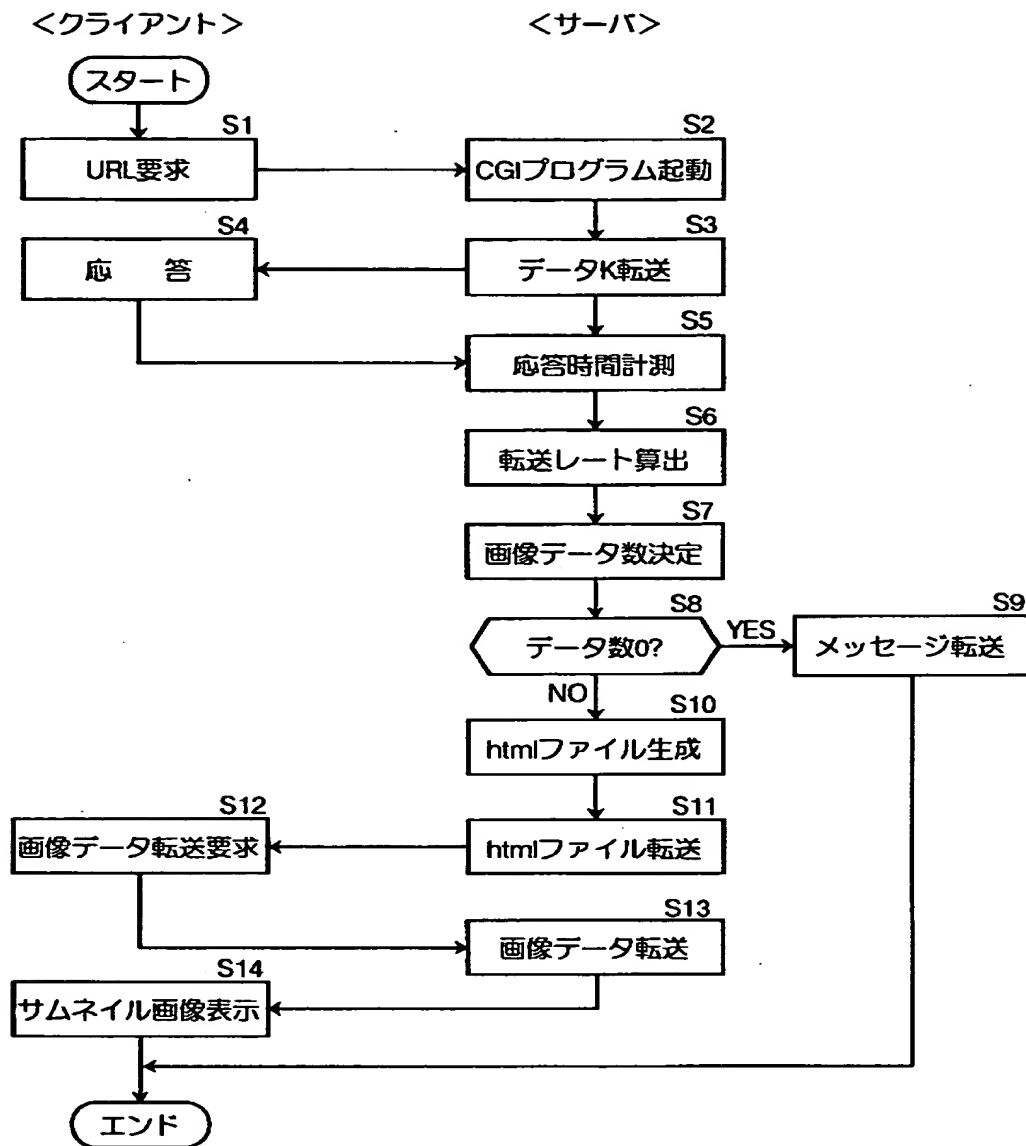 ＜クライアント＞
＜サーバ＞
スタート
S1
URL要求
S2
CGIプログラム起動
S4
応 答
S3
データK転送
S5
応答時間計測
S6
転送レート算出
S7
画像データ数決定
S8
データ数0?
YES
S9
メッセージ転送
NO
S10
htmlファイル生成
S12
画像データ転送要求
S11
htmlファイル転送
S13
画像データ転送
S14
サムネイル画像表示
エンド